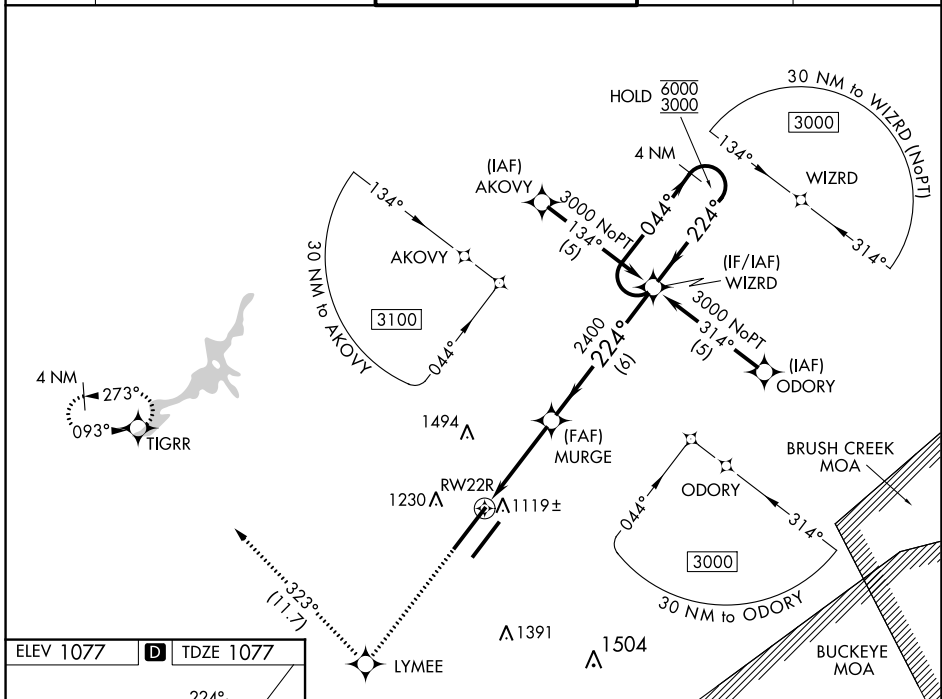 30 NM to WIZRD (NoPT)
HOLD 6000
3000
3000
4 NM
134°
WIZRD
314°
(IAF)
AKOVY
3000 NoPT
134°
(5)
044°
224°
134°
AKOVY
30 NM to AKOVY
3100
044°
(IF/IAF)
WIZRD
3000 NoPT
314°
(5)
2400
224°
(6)
(IAF)
ODORY
4 NM
273°
093°
TIGRR
1494
(FAF)
MURGE
BRUSH CREEK
MOA
ODORY
RW22R
1230
1119±
044°
314°
3000
30 NM to ODORY
323°
(11.7)
1391
1504
BUCKEYE
MOA
LYMEE
ELEV 1077 D TDZE 1077
224°